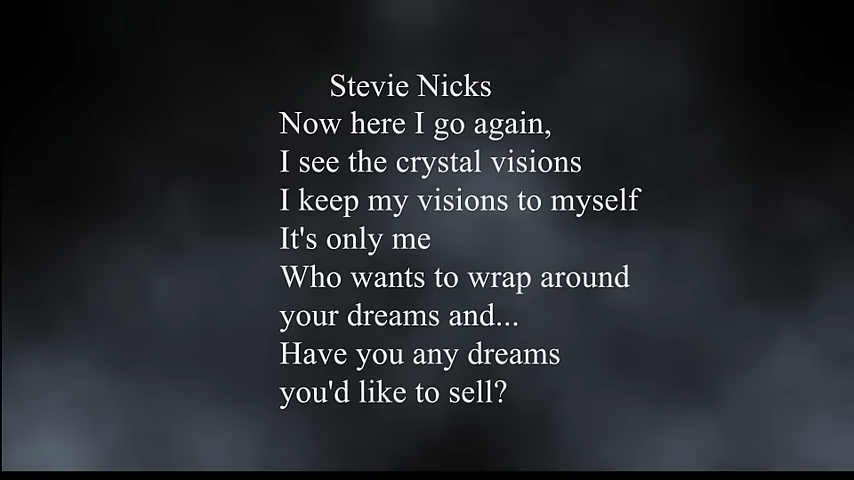 Stevie Nicks
Now here I go again,
I see the crystal visions
I keep my visions to myself
It's only me
Who wants to wrap around
your dreams and...
Have you any dreams
you'd like to sell?